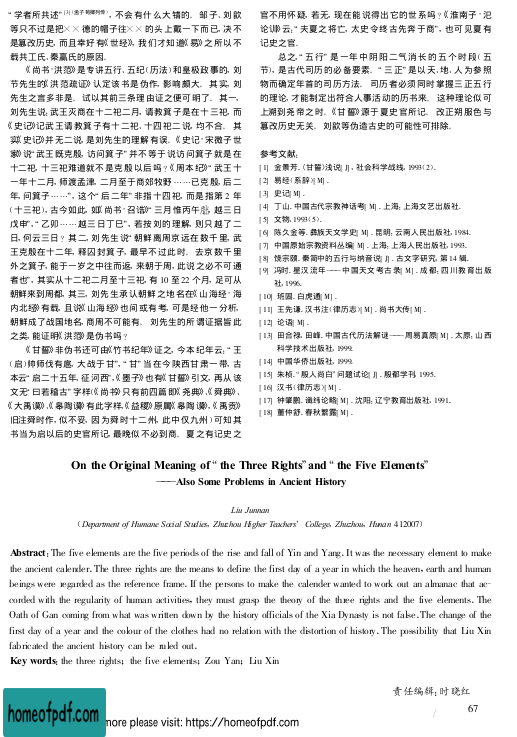 “学者所共述”[3](孟子荀卿列传), 不会有什么大错的. 邹子, 刘歆
等只不过是把×× 德的帽子往×× 的头上戴一下而已, 决不
是篡改历史, 而且幸好有《世经》, 我们才知道《易》之所以不
载共工氏、秦嬴氏的原因.
《尚书·洪范》是专讲五行, 五纪(历法)和皇极政事的, 刘
节先生的《洪范疏证》认定该书是伪作, 影响颇大. 其实, 刘
先生之言多非是. 试以其前三条理由证之便可明了. 其一,
刘先生说, 武王灭商在十二祀二月, 请教箕子是在十三祀, 而
《史记》记武王请教箕子有十二祀, 十四祀二说, 均不合. 其
实《史记》并无二说, 是刘先生的理解有误. 《史记·宋微子世
家》说“武王既克殷, 访问箕子”并不等于说访问箕子就是在
十二祀, 十三祀难道就不是克殷以后吗? 《周本纪》“武王十
一年十二月, 师渡孟津, 二月至于商郊牧野……已克殷, 后二
年, 问箕子……”, 这个“后二年”非指十四祀, 而是指第2年
(十三祀), 古今如此, 如《尚书·召诰》“三月惟丙午朏, 越三日
戊申”, “乙卯……越三日丁巳”, 若按刘的理解, 则只越了二
日, 何云三日? 其二, 刘先生说“朝鲜离周京远在数千里, 武
王克殷在十二年, 释囚封箕子, 最早不过此时. 去京数千里
外之箕子, 能于一岁之中往而返, 来朝于周, 此说之必不可通
者也”, 其实从十二祀二月至十三祀, 有10至22个月, 足可从
朝鲜来到周都, 其三, 刘先生承认朝鲜之地名在《山海经·海
内北经》有载, 且说《山海经》也间或有考, 可是经他一分析,
朝鲜成了战国地名, 商周不可能有. 刘先生的所谓证据皆此
之类, 能证明《洪范》是伪书吗?
《甘誓》非伪书还可由《竹书纪年》证之, 今本纪年云; “王
(启)帅师伐有扈, 大战于甘”, “甘”当在今陕西甘肃一带, 古
本云“启二十五年, 征河西”, 《墨子》也有《甘誓》引文, 再从该
文无“曰若稽古”字样(《尚书》只有前四篇即《尧典》、《舜典》、
《大禹谟》、《皋陶谟》有此字样, 《益稷》原属《皋陶谟》, 《禹贡》
旧注舜时作, 似不妥, 因为舜时十二州, 此中仅九州)可知其
书当为启以后的史官所记, 最晚似不必到商. 夏之有记史之
官不用怀疑, 若无, 现在能说得出它的世系吗? 《淮南子·氾
论训》云; “夫夏之将亡, 太史令终古先奔于商”, 也可见夏有
记史之官.
总之, “五行”是一年中阴阳二气消长的五个时段(五
节), 是古代司历的必备要素. “三正”是以天、地、人为参照
物而确定年首的司历方法. 司历者必须同时掌握三正五行
的理论, 才能制定出符合人事活动的历书来. 这种理论似可
上溯到尧帝之时. 《甘誓》源于夏史官所记. 改正朔服色与
篡改历史无关. 刘歆等伪造古史的可能性可排除.
参考文献:
[1] 金景芳. 《甘誓》浅说[J], 社会科学战线, 1993(2).
[2] 易经(系辞)[M].
[3] 史记[M].
[4] 丁山. 中国古代宗教神话考[M]. 上海; 上海文艺出版社.
[5] 文物. 1993(5).
[6] 陈久金等. 彝族天文学史[M]. 昆明; 云南人民出版社, 1984.
[7] 中国原始宗教资料丛编[M]. 上海; 上海人民出版社, 1993.
[8] 饶宗颐. 秦简中的五行与纳音说[J]. 古文字研究, 第14辑.
[9] 冯时. 星汉流年——中国天文考古录[M]. 成都; 四川教育出版
社, 1996.
[10] 班固. 白虎通[M].
[11] 王先谦. 汉书注(律历志)[M]. 尚书大传[M].
[12] 论语[M].
[13] 田合禄, 田峰. 中国古代历法解谜——周易真原[M]. 太原; 山西
科学技术出版社, 1999.
[14] 中国华侨出版社, 1999.
[15] 朱桢. “殷人尚白”问题试论[J]. 殷都学刊, 1995.
[16] 汉书(律历志)[M].
[17] 钟肇鹏. 谶纬论略[M]. 沈阳; 辽宁教育出版社, 1991.
[18] 董仲舒. 春秋繁露[M].
On the Original Meaning of “the Three Rights” and “the Five Elements”
——Also Some Problems in Ancient History
Liu Junnan
(Department of Humane Social Studies, Zhuzhou Higher Teachers’ College, Zhuzhou, Hunan 412007)
Abstract: The five elements are the five periods of the rise and fall of Yin and Yang. It was the necessary element to make
the ancient calender. The three rights are the means to define the first day of a year in which the heaven, earth and human
beings were regarded as the reference frame. If the persons to make the calender wanted to work out an almanac that ac-
corded with the regularity of human activities, they must grasp the theory of the three rights and the five elements. The
Oath of Gan coming from what was written down by the history officials of the Xia Dynasty is not false. The change of the
first day of a year and the colour of the clothes had no relation with the distortion of history. The possibility that Liu Xin
fabricated the ancient history can be ruled out.
Key words: the three rights; the five elements; Zou Yan; Liu Xin
责任编辑: 时晓红
67
homeofpdf.com
more please visit: https://homeofpdf.com